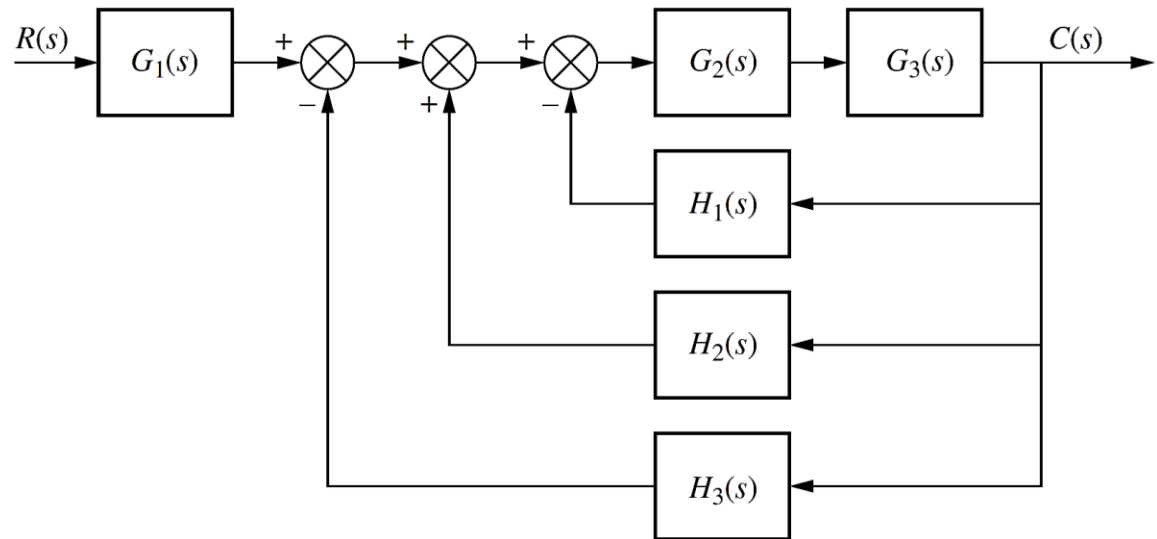 R(s)
G₁(s)
+
−
+
+
+
−
G₂(s)
G₃(s)
C(s)
H₁(s)
H₂(s)
H₃(s)